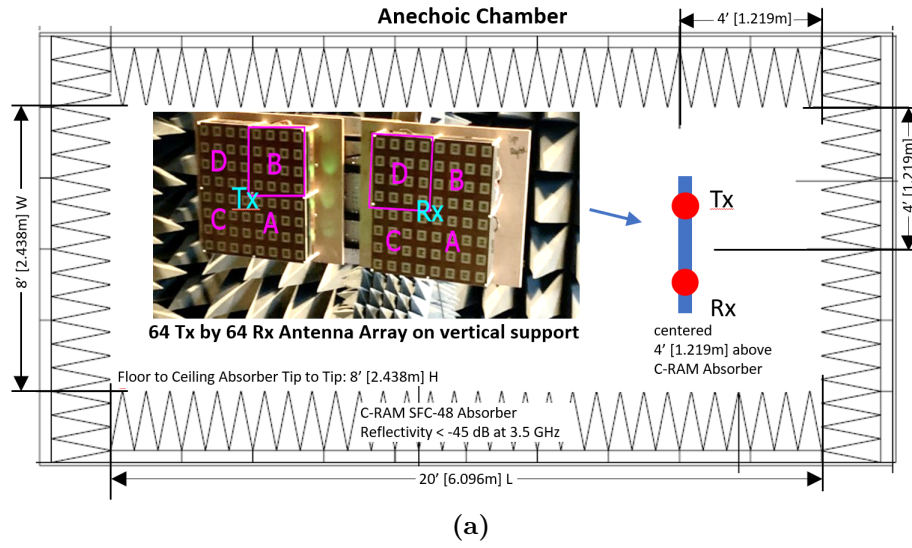 Anechoic Chamber
4' [1.219m]
8' [2.438m] W
4' [1.219m]
D
B
Tx
C
A
D
B
Rx
C
A
Tx
Rx
64 Tx by 64 Rx Antenna Array on vertical support
centered
4' [1.219m] above
C-RAM Absorber
Floor to Ceiling Absorber Tip to Tip: 8' [2.438m] H
C-RAM SFC-48 Absorber
Reflectivity < -45 dB at 3.5 GHz
20' [6.096m] L
(a)